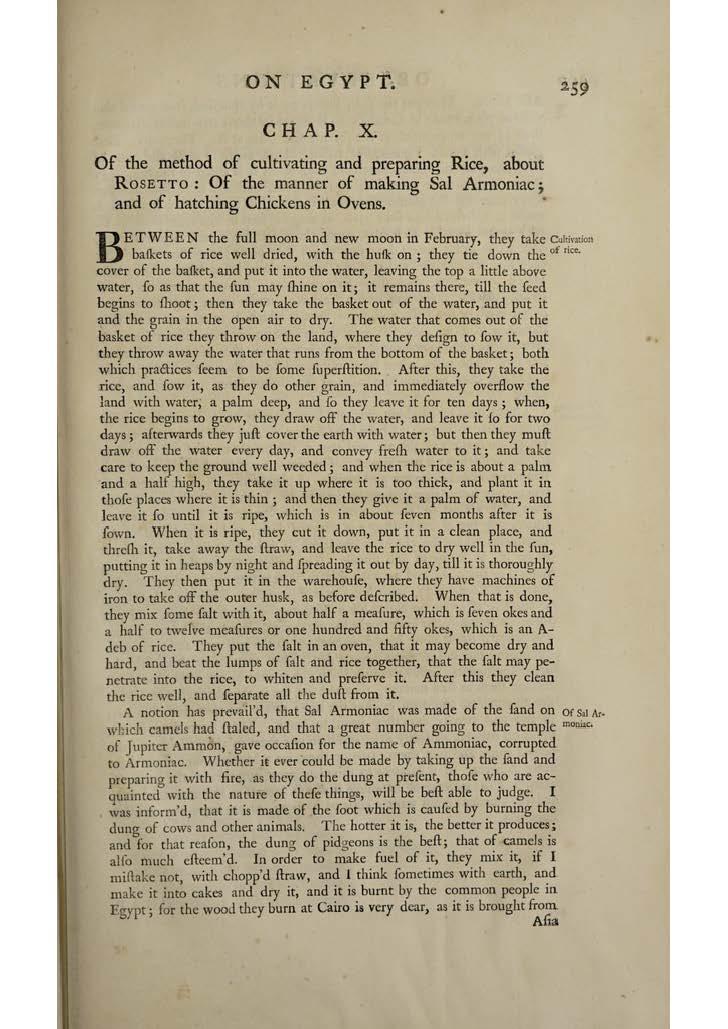 ON EGYPT.
259
CHAP. X.
Of the method of cultivating and preparing Rice, about
ROSETTO : Of the manner of making Sal Armoniac ;
and of hatching Chickens in Ovens.
BETWEEN the full moon and new moon in February, they take
Cultivation
of rice.
baſkets of rice well dried, with the huſk on ; they tie down the
cover of the baſket, and put it into the water, leaving the top a little above
water, ſo as that the ſun may ſhine on it ; it remains there, till the ſeed
begins to ſhoot ; then they take the basket out of the water, and put it
and the grain in the open air to dry. The water that comes out of the
basket of rice they throw on the land, where they deſign to ſow it, but
they throw away the water that runs from the bottom of the basket ; both
which practices ſeem to be ſome ſuperſtition. After this, they take the
rice, and ſow it, as they do other grain, and immediately overflow the
land with water, a palm deep, and ſo they leave it for ten days ; when,
the rice begins to grow, they draw off the water, and leave it ſo for two
days ; afterwards they juſt cover the earth with water ; but then they muſt
draw off the water every day, and convey freſh water to it ; and take
care to keep the ground well weeded ; and when the rice is about a palm
and a half high, they take it up where it is too thick, and plant it in
thoſe places where it is thin ; and then they give it a palm of water, and
leave it ſo until it is ripe, which is in about ſeven months after it is
ſown. When it is ripe, they cut it down, put it in a clean place, and
threſh it, take away the ſtraw, and leave the rice to dry well in the ſun,
putting it in heaps by night and ſpreading it out by day, till it is thoroughly
dry. They then put it in the warehouſe, where they have machines of
iron to take off the outer husk, as before deſcribed. When that is done,
they mix ſome ſalt with it, about half a meaſure, which is ſeven okes and
a half to twelve meaſures or one hundred and fifty okes, which is an A-
deb of rice. They put the ſalt in an oven, that it may become dry and
hard, and beat the lumps of ſalt and rice together, that the ſalt may pe-
netrate into the rice, to whiten and preſerve it. After this they clean
the rice well, and ſeparate all the duſt from it.
A notion has prevail'd, that Sal Armoniac was made of the ſand on
Of Sal Ar-
moniac.
which camels had ſtaled, and that a great number going to the temple
of Jupiter Ammon, gave occaſion for the name of Ammoniac, corrupted
to Armoniac. Whether it ever could be made by taking up the ſand and
preparing it with fire, as they do the dung at preſent, thoſe who are ac-
quainted with the nature of theſe things, will be beſt able to judge. I
was inform'd, that it is made of the ſoot which is cauſed by burning the
dung of cows and other animals. The hotter it is, the better it produces ;
and for that reaſon, the dung of pidgeons is the beſt ; that of camels is
alſo much eſteem'd. In order to make fuel of it, they mix it, if I
miſtake not, with chopp'd ſtraw, and I think ſometimes with earth, and
make it into cakes and dry it, and it is burnt by the common people in
Egypt ; for the wood they burn at Cairo is very dear, as it is brought from
Aſia